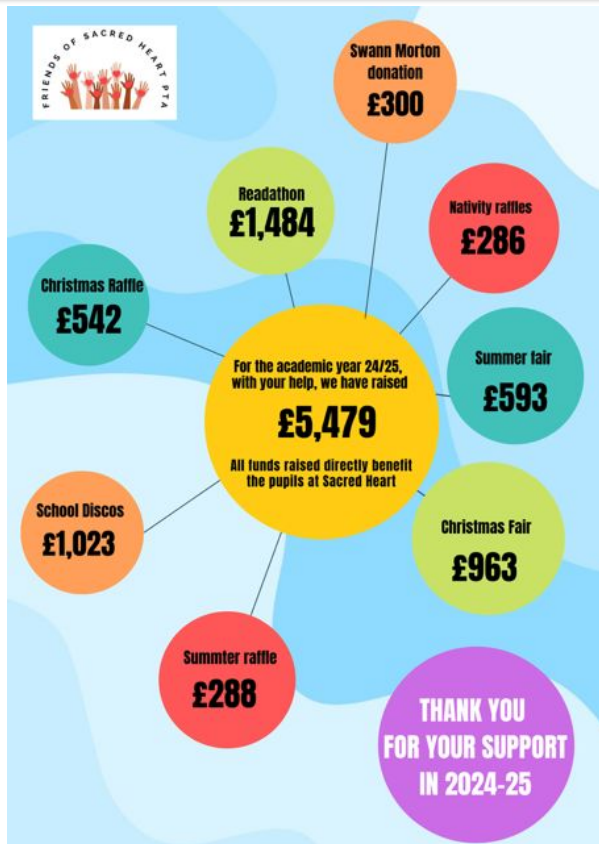 FRIENDS OF SACRED HEART PTA
Swann Morton
donation
£300
Readathon
£1,484
Nativity raffles
£286
Christmas Raffle
£542
Summer fair
£593
For the academic year 24/25,
with your help, we have raised
£5,479
All funds raised directly benefit
the pupils at Sacred Heart
School Discos
£1,023
Christmas Fair
£963
Summter raffle
£288
THANK YOU
FOR YOUR SUPPORT
IN 2024-25